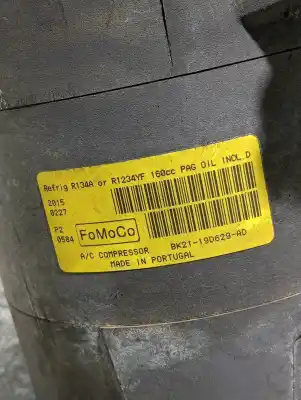 Refrig R134A or R1234YF 160cc PAG OIL INCL.D
2015
0227
P2
0584
FoMoCo
A/C COMPRESSOR BK21-19D629-AD
MADE IN PORTUGAL